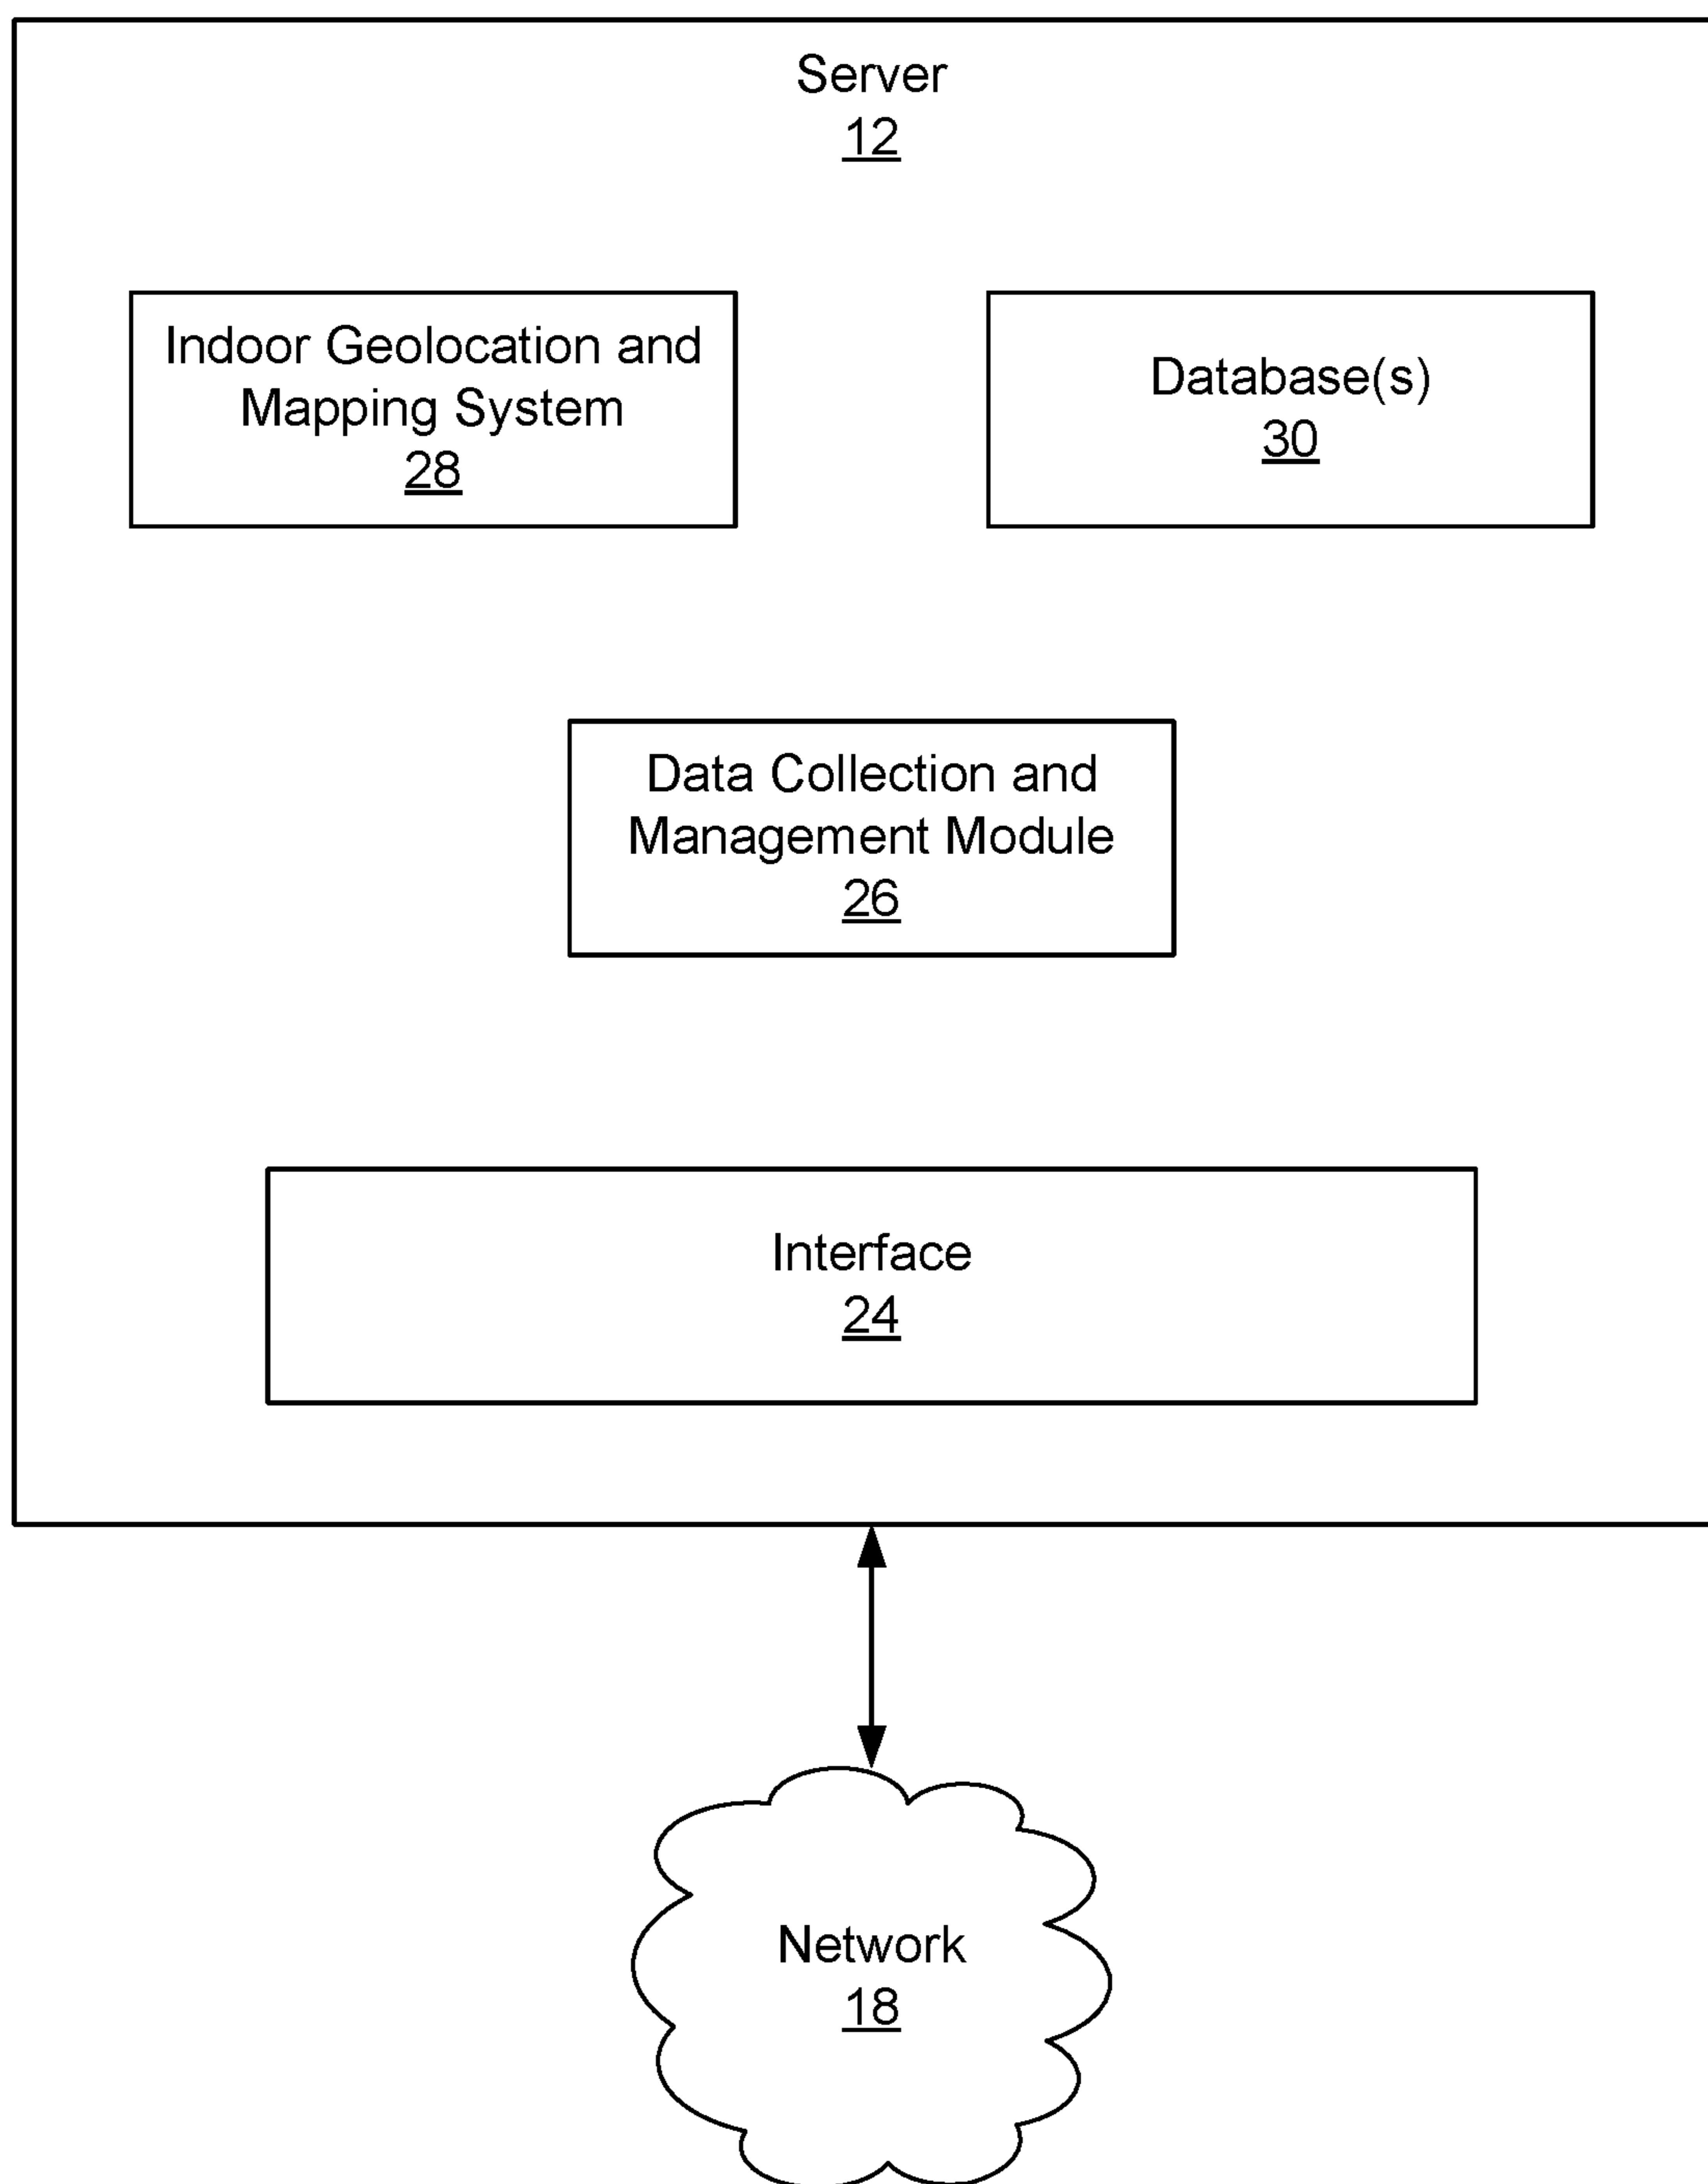 Server
12
Indoor Geolocation and
Mapping System
28
Database(s)
30
Data Collection and
Management Module
26
Interface
24
Network
18